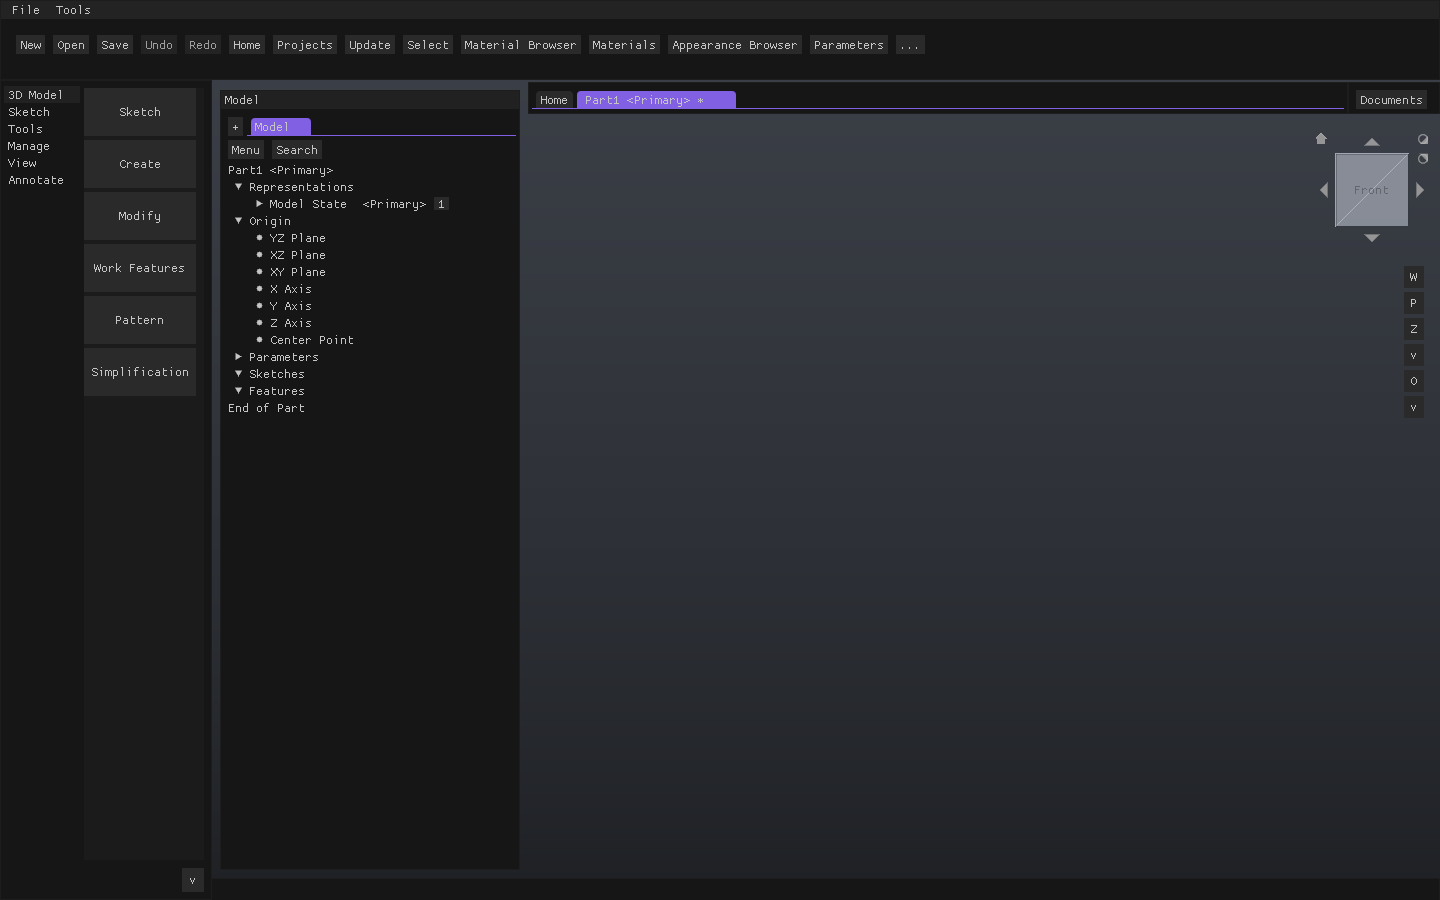 File Tools
New Open Save Undo Redo Home Projects Update Select Material Browser Materials Appearance Browser Parameters ...
3D Model
Sketch
Tools
Manage
View
Annotate
Sketch
Create
Modify
Work Features
Pattern
Simplification
v
Model
+ Model
Menu Search
Part1 <Primary>
Representations
Model State <Primary> 1
Origin
YZ Plane
XZ Plane
XY Plane
X Axis
Y Axis
Z Axis
Center Point
Parameters
Sketches
Features
End of Part
Home Part1 <Primary> * Documents
Front
W
P
Z
v
O
v